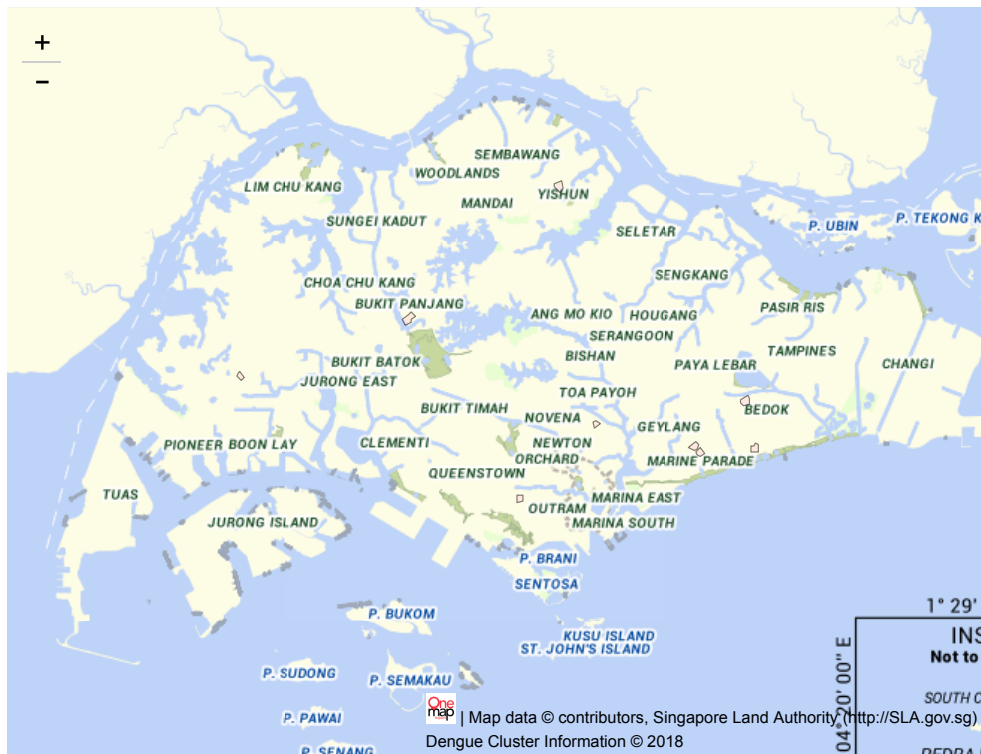 +
−
SEMBAWANG
WOODLANDS
LIM CHU KANG
YISHUN
MANDAI
SUNGEI KADUT
P. TEKONG K
P. UBIN
SELETAR
SENGKANG
CHOA CHU KANG
BUKIT PANJANG
PASIR RIS
ANG MO KIO
HOUGANG
SERANGOON
TAMPINES
BISHAN
BUKIT BATOK
PAYA LEBAR
CHANGI
JURONG EAST
TOA PAYOH
BUKIT TIMAH
BEDOK
NOVENA
GEYLANG
PIONEER
BOON LAY
CLEMENTI
NEWTON
ORCHARD
MARINE PARADE
QUEENSTOWN
TUAS
MARINA EAST
OUTRAM
JURONG ISLAND
MARINA SOUTH
P. BRANI
SENTOSA
1° 29'
P. BUKOM
KUSU ISLAND
ST. JOHN'S ISLAND
INS
Not to
04° 20' 00" E
P. SUDONG
P. SEMAKAU
SOUTH C
P. PAWAI
One
map
| Map data © contributors, Singapore Land Authority (http://SLA.gov.sg)
Dengue Cluster Information © 2018
P. SENANG
PEDRA